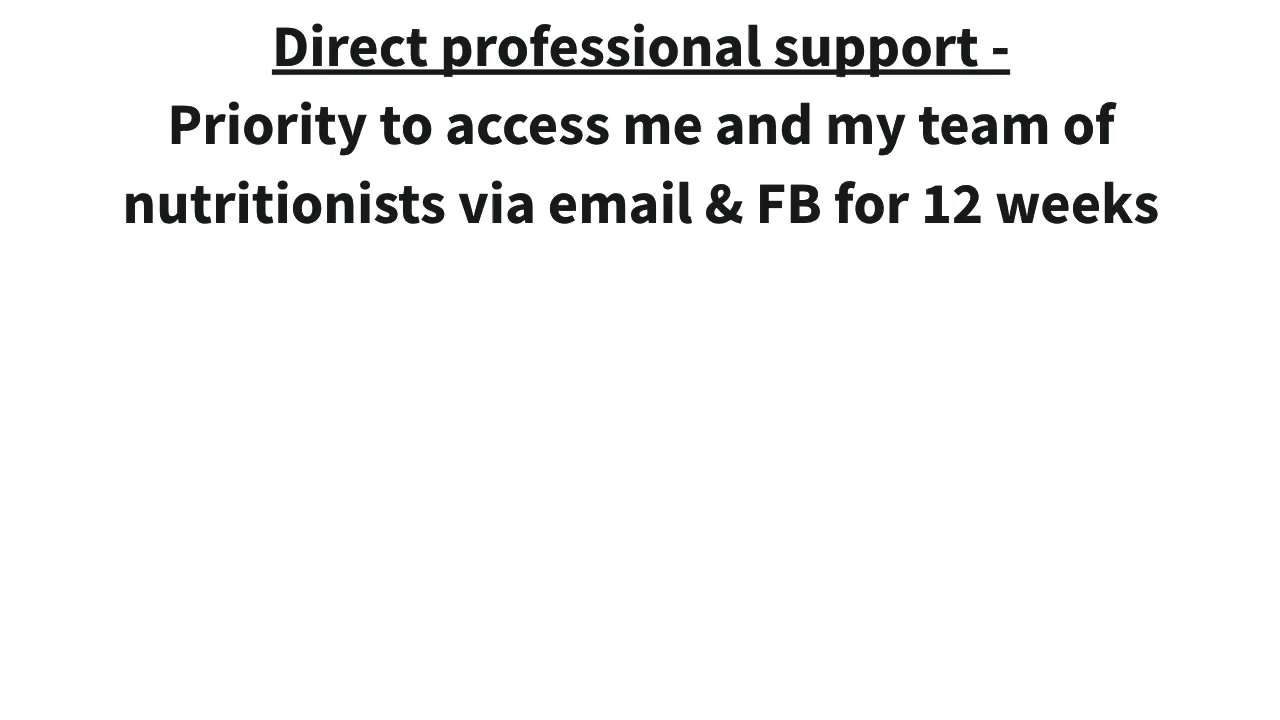 Direct professional support -
Priority to access me and my team of
nutritionists via email & FB for 12 weeks